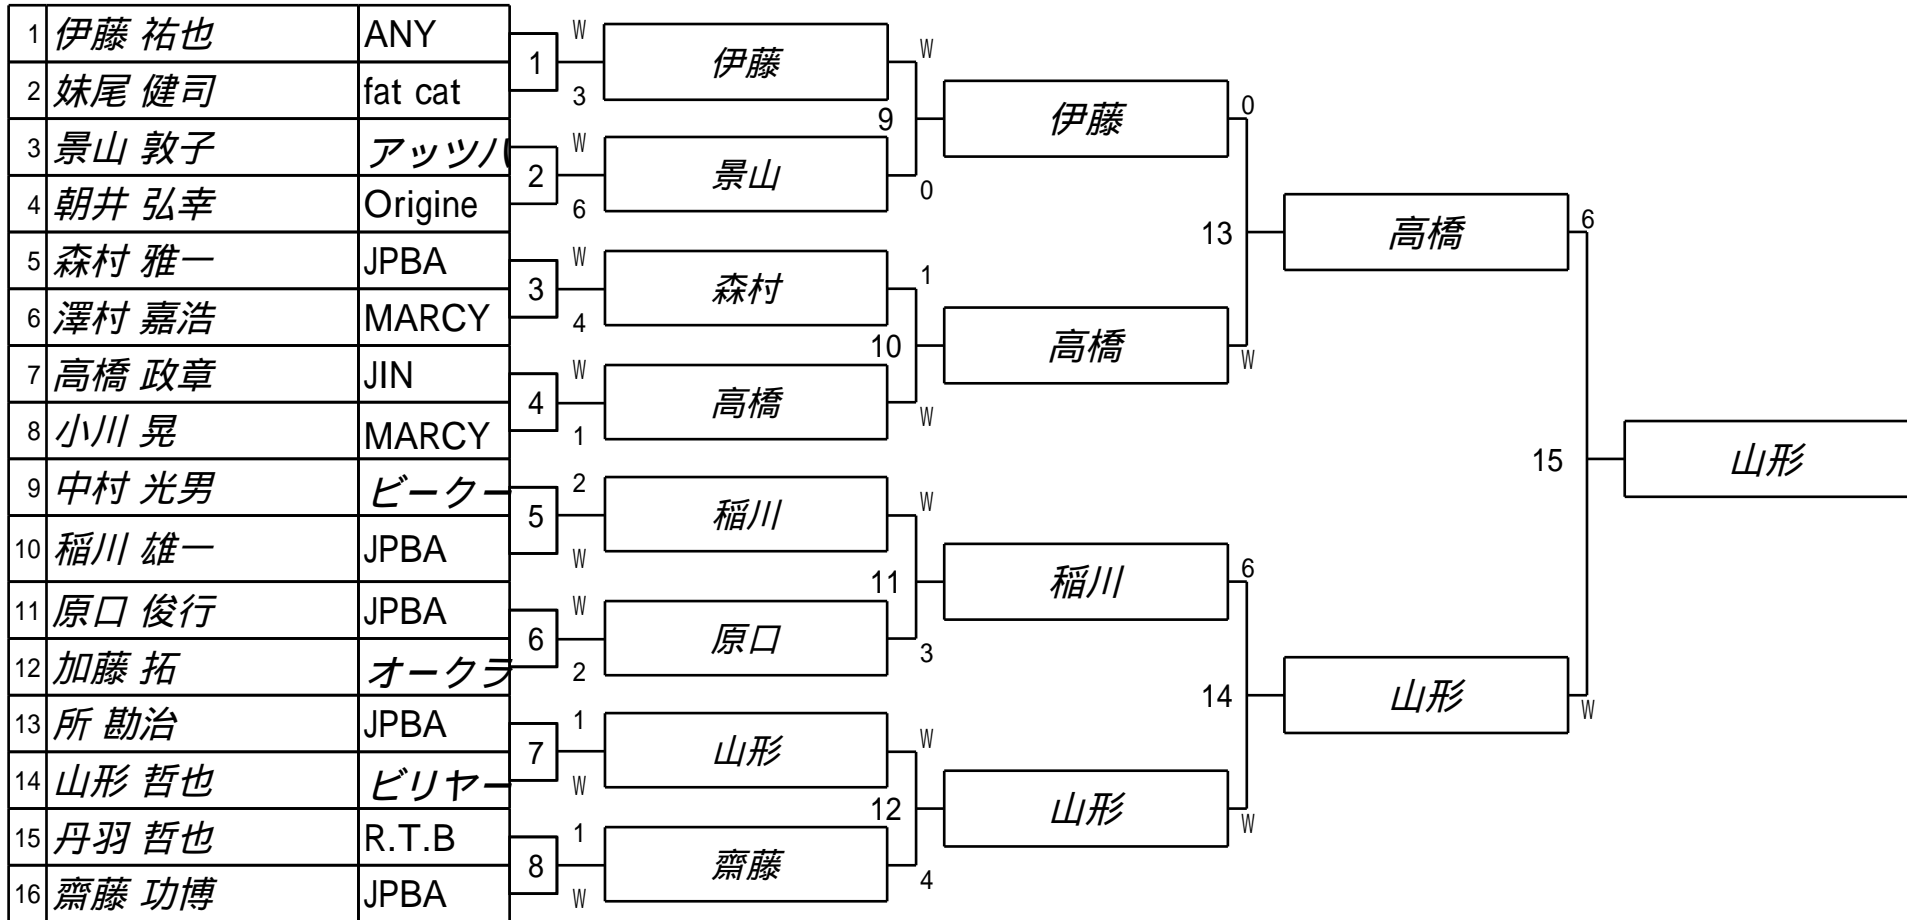 1 伊藤 祐也 ANY
2 妹尾 健司 fat cat
3 景山 敦子 アッツハ
4 朝井 弘幸 Origine
5 森村 雅一 JPBA
6 澤村 嘉浩 MARCY
7 高橋 政章 JIN
8 小川 晃 MARCY
9 中村 光男 ビークー
10 稲川 雄一 JPBA
11 原口 俊行 JPBA
12 加藤 拓 オークラ
13 所 勘治 JPBA
14 山形 哲也 ビリヤー
15 丹羽 哲也 R.T.B
16 齋藤 功博 JPBA
1 W 3
2 W 6
3 W 4
4 W 1
5 2 W
6 W 2
7 1 W
8 1 W
伊藤 W
9
景山 0
森村 1
10
高橋 W
稲川 W
11
原口 3
山形 W
12
齋藤 4
伊藤 0
13
高橋 W
稲川 6
14
山形 W
高橋 6
15
山形 W
山形